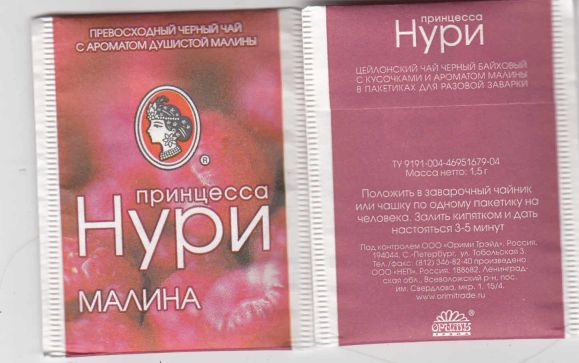 ПРЕВОСХОДНЫЙ ЧЕРНЫЙ ЧАЙ
С АРОМАТОМ ДУШИСТОЙ МАЛИНЫ
®
принцесса
Нури
МАЛИНА
принцесса
Нури
ЦЕЙЛОНСКИЙ ЧАЙ ЧЕРНЫЙ БАЙХОВЫЙ
С КУСОЧКАМИ И АРОМАТОМ МАЛИНЫ
В ПАКЕТИКАХ ДЛЯ РАЗОВОЙ ЗАВАРКИ
ТУ 9191-004-46951679-04
Масса нетто: 1,5 г
Положить в заварочный чайник
или чашку по одному пакетику на
человека. Залить кипятком и дать
настояться 3-5 минут
Под контролем ООО «Орими Трэйд», Россия,
194044, С.-Петербург, ул. Тобольская 3.
Тел./факс: (812) 346-82-40 произведено
ООО «НЕП», Россия, 188682, Ленинград-
ская обл., Всеволожский р-н, пос.
им. Свердлова, мкр. 1, 15/4.
www.orimitrade.ru
®
ОРИМИ
ТРЭЙД